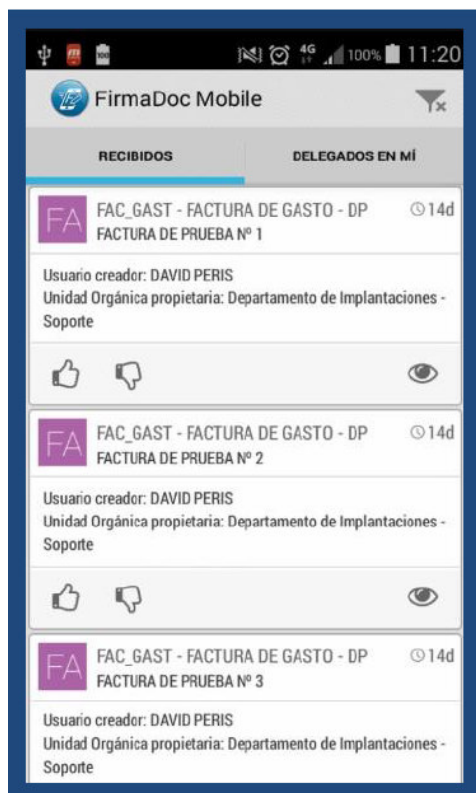 100 4G 100% 11:20
FirmaDoc Mobile
RECIBIDOS DELEGADOS EN MÍ
FA FAC_GAST - FACTURA DE GASTO - DP 14d
FACTURA DE PRUEBA Nº 1
Usuario creador: DAVID PERIS
Unidad Orgánica propietaria: Departamento de Implantaciones -
Soporte
FA FAC_GAST - FACTURA DE GASTO - DP 14d
FACTURA DE PRUEBA Nº 2
Usuario creador: DAVID PERIS
Unidad Orgánica propietaria: Departamento de Implantaciones -
Soporte
FA FAC_GAST - FACTURA DE GASTO - DP 14d
FACTURA DE PRUEBA Nº 3
Usuario creador: DAVID PERIS
Unidad Orgánica propietaria: Departamento de Implantaciones -
Soporte